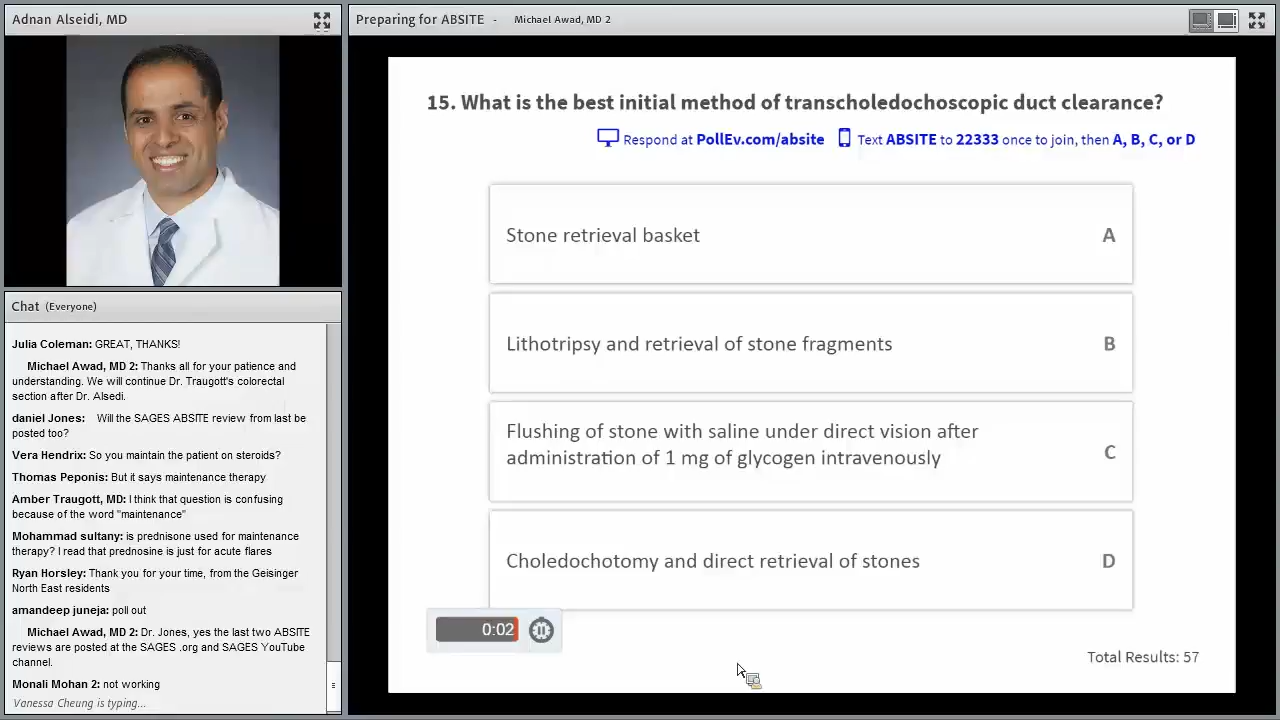 Adnan Alseidi, MD
Preparing for ABSITE - Michael Awad, MD 2
15. What is the best initial method of transcholedochoscopic duct clearance?
Respond at PollEv.com/absite Text ABSITE to 22333 once to join, then A, B, C, or D
Stone retrieval basket A
Lithotripsy and retrieval of stone fragments B
Flushing of stone with saline under direct vision after
administration of 1 mg of glycogen intravenously C
Choledochotomy and direct retrieval of stones D
0:02
Total Results: 57
Chat (Everyone)
Julia Coleman: GREAT, THANKS!
Michael Awad, MD 2: Thanks all for your patience and
understanding. We will continue Dr. Traugott's colorectal
section after Dr. Alsedi.
daniel Jones: Will the SAGES ABSITE review from last be
posted too?
Vera Hendrix: So you maintain the patient on steroids?
Thomas Peponis: But it says maintenance therapy
Amber Traugott, MD: I think that question is confusing
because of the word "maintenance"
Mohammad sultany: is prednisone used for maintenance
therapy? I read that prednosine is just for acute flares
Ryan Horsley: Thank you for your time, from the Geisinger
North East residents
amandeep juneja: poll out
Michael Awad, MD 2: Dr. Jones, yes the last two ABSITE
reviews are posted at the SAGES .org and SAGES YouTube
channel.
Monali Mohan 2: not working
Vanessa Cheung is typing...